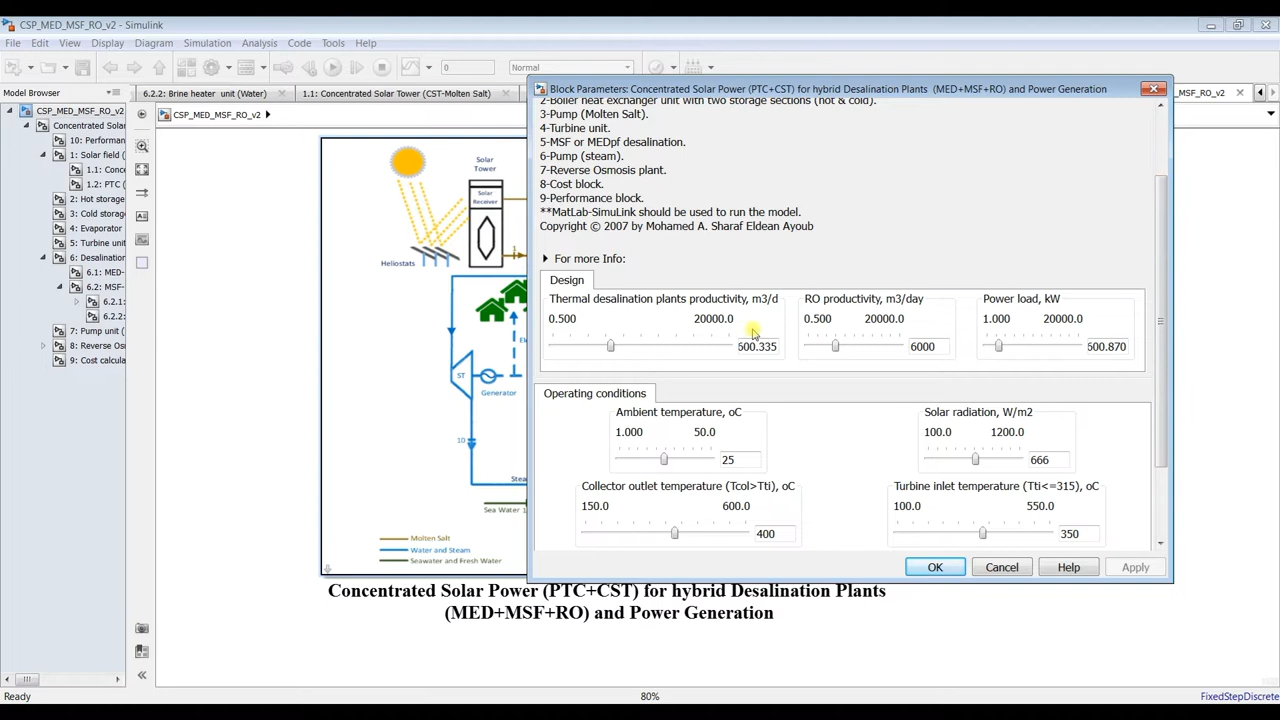 CSP_MED_MSF_RO_v2 - Simulink
File Edit View Display Diagram Simulation Analysis Code Tools Help
0 Normal
Model Browser
6.2.2: Brine heater unit (Water)
1.1: Concentrated Solar Tower (CST-Molten Salt)
_MSF_RO_v2
CSP_MED_MSF_RO_v2
CSP_MED_MSF_RO_v2
Concentrated Solar
10: Performan
1: Solar field (
1.1: Conce
1.2: PTC (
2: Hot storage
3: Cold storag
4: Evaporator
5: Turbine unit
6: Desalination
6.1: MED-
6.2: MSF-
6.2.1:
6.2.2:
7: Pump unit (
8: Reverse Osmo
9: Cost calcula
Solar
Tower
Solar
Receiver
1
Heliostats
ST
Generator
10
Sea Water 1
Molten Salt
Water and Steam
Seawater and Fresh Water
Block Parameters: Concentrated Solar Power (PTC+CST) for hybrid Desalination Plants (MED+MSF+RO) and Power Generation
2-Boiler heat exchanger unit with two storage sections (hot & cld).
3-Pump (Molten Salt).
4-Turbine unit.
5-MSF or MEDpf desalination.
6-Pump (steam).
7-Reverse Osmosis plant.
8-Cost block.
9-Performance block.
**MatLab-SimuLink should be used to run the model.
Copyright © 2007 by Mohamed A. Sharaf Eldean Ayoub
For more Info:
Design
Thermal desalination plants productivity, m3/d
0.500 20000.0
600.335
RO productivity, m3/day
0.500 20000.0
6000
Power load, kW
1.000 20000.0
600.870
Operating conditions
Ambient temperature, oC
1.000 50.0
25
Solar radiation, W/m2
100.0 1200.0
666
Collector outlet temperature (Tcol>Tti), oC
150.0 600.0
400
Turbine inlet temperature (Tti<=315), oC
100.0 550.0
350
OK Cancel Help Apply
Concentrated Solar Power (PTC+CST) for hybrid Desalination Plants
(MED+MSF+RO) and Power Generation
Ready 80% FixedStepDiscrete